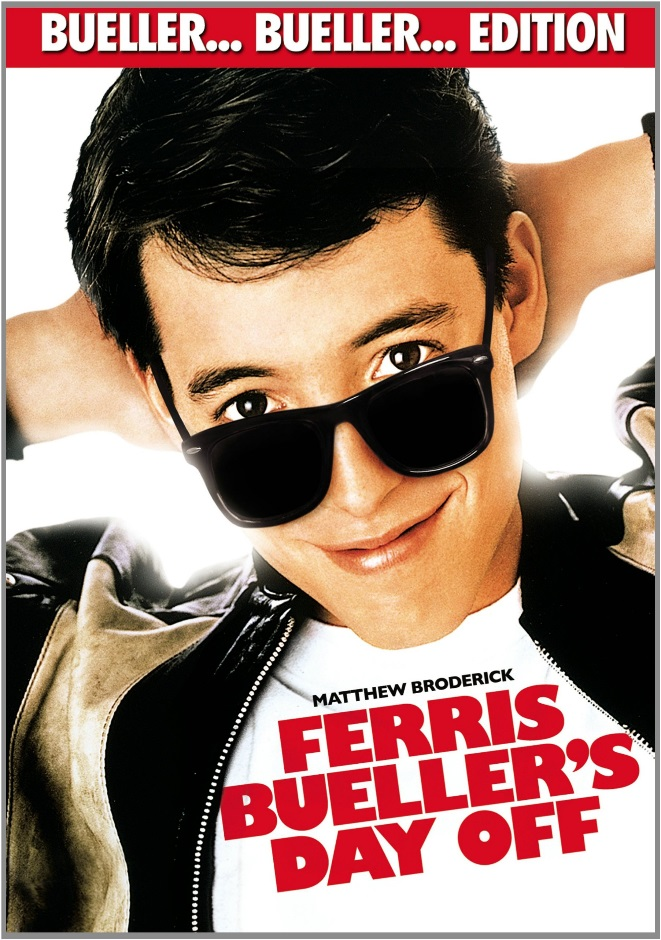 BUELLER... BUELLER... EDITION
MATTHEW BRODERICK
FERRIS
BUELLER'S
DAY OFF